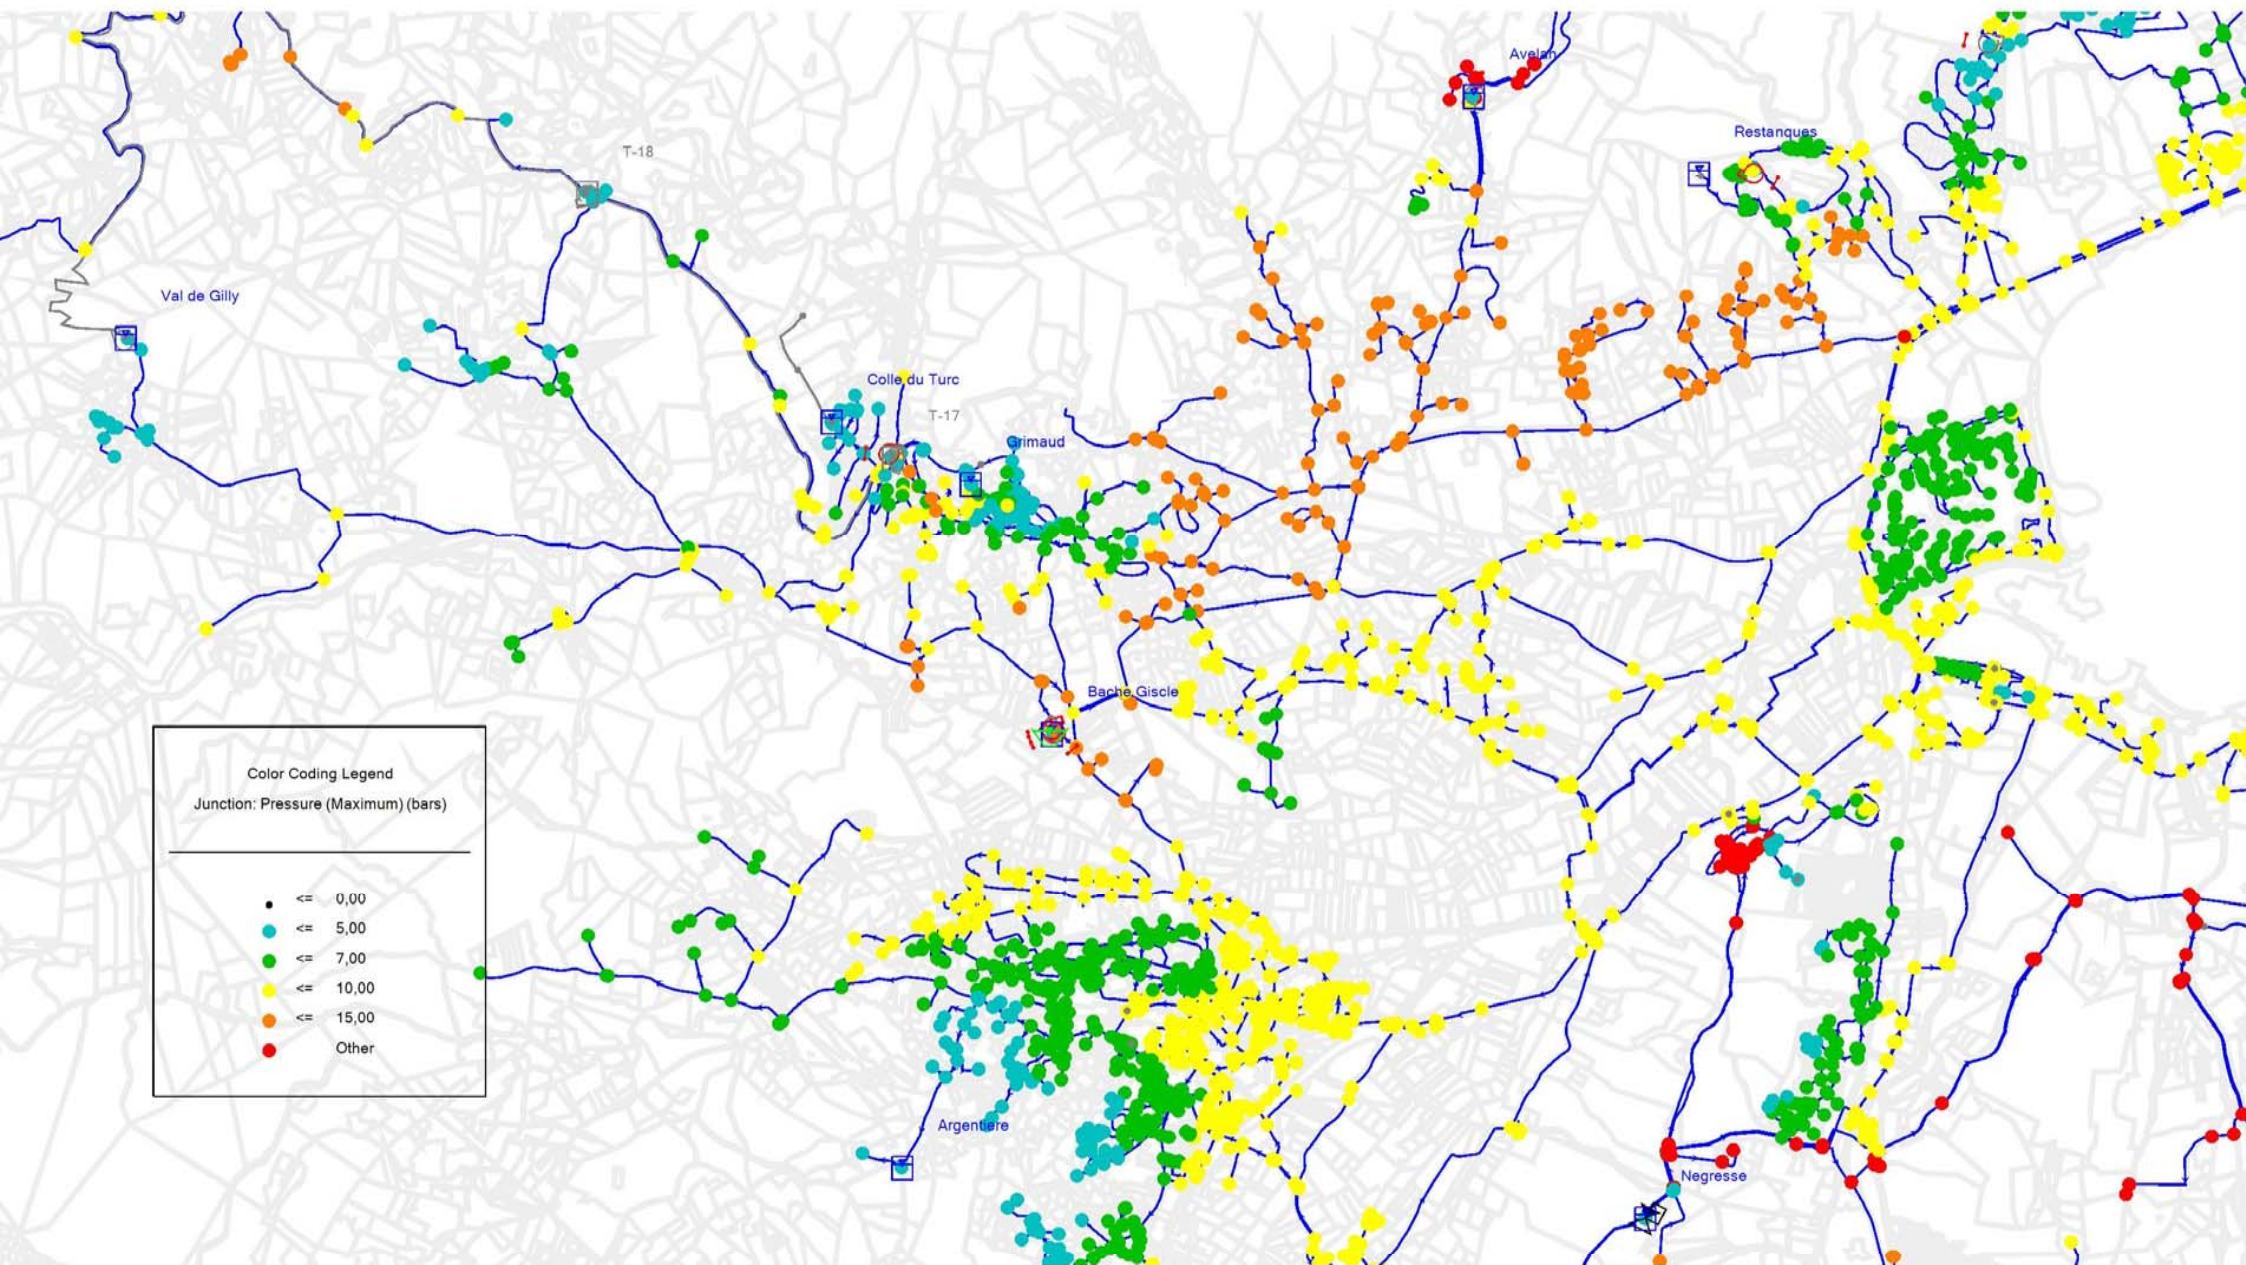 Avelan
Restanques
T-18
Val de Gilly
Colle du Turc
T-17
Grimaud
Bache Giscle
Color Coding Legend
Junction: Pressure (Maximum) (bars)
<= 0,00
<= 5,00
<= 7,00
<= 10,00
<= 15,00
Other
Argentiere
Negresse